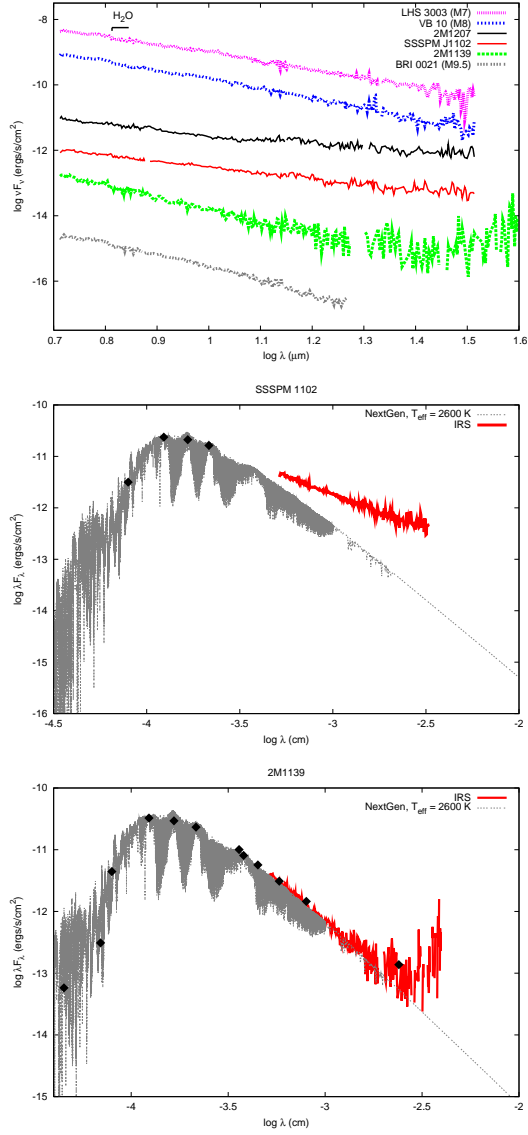 LHS 3003 (M7)
VB 10 (M8)
2M1207
SSSPM J1102
2M1139
BRI 0021 (M9.5)
H₂O
-8
-10
-12
-14
-16
log νFᵥ (ergs/s/cm²)
0.7 0.8 0.9 1 1.1 1.2 1.3 1.4 1.5 1.6
log λ (μm)
SSSPM 1102
NextGen, Tₑff = 2600 K
IRS
-10
-11
-12
-13
-14
-15
-16
log λF_λ (ergs/s/cm²)
-4.5 -4 -3.5 -3 -2.5 -2
log λ (cm)
2M1139
IRS
NextGen, Tₑff = 2600 K
-10
-11
-12
-13
-14
-15
log λF_λ (ergs/s/cm²)
-4 -3.5 -3 -2.5 -2
log λ (cm)